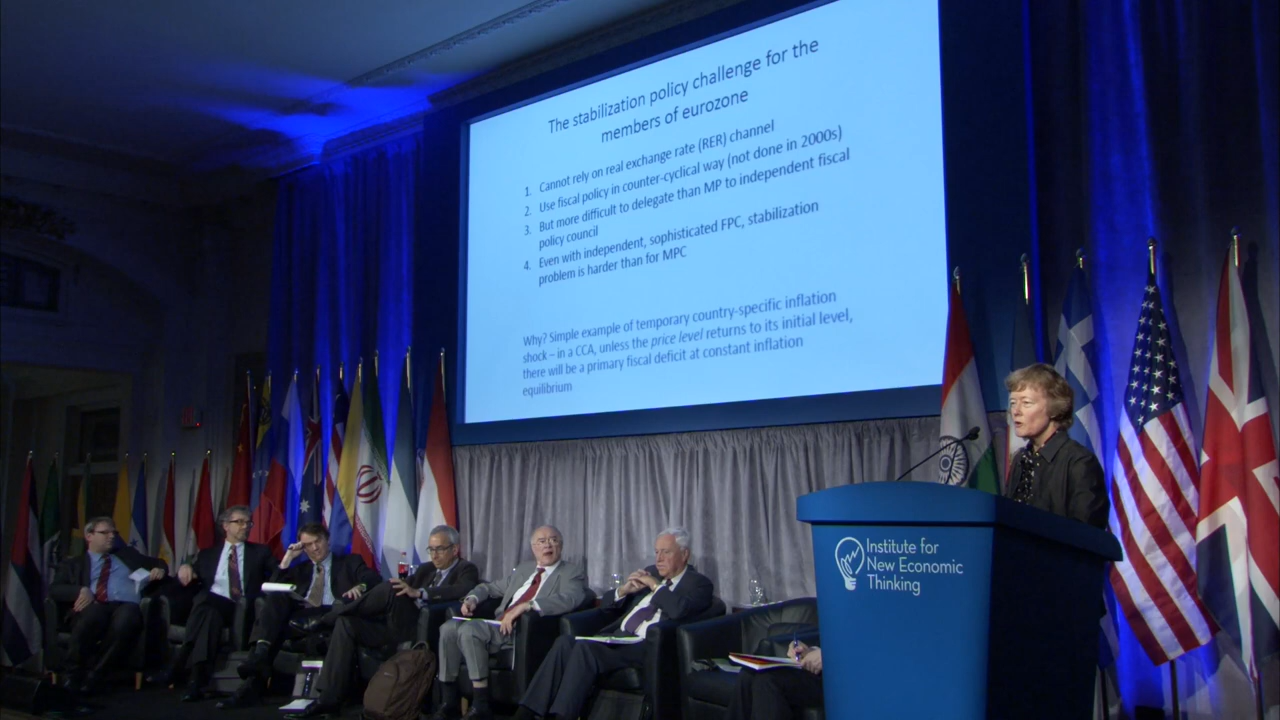 The stabilization policy challenge for the
members of eurozone
1. Cannot rely on real exchange rate (RER) channel
2. Use fiscal policy in counter-cyclical way (not done in 2000s)
3. But more difficult to delegate than MP to independent fiscal
policy council
4. Even with independent, sophisticated FPC, stabilization
problem is harder than for MPC
Why? Simple example of temporary country-specific inflation
shock – in a CCA, unless the price level returns to its initial level,
there will be a primary fiscal deficit at constant inflation
equilibrium
Institute for
New Economic
Thinking